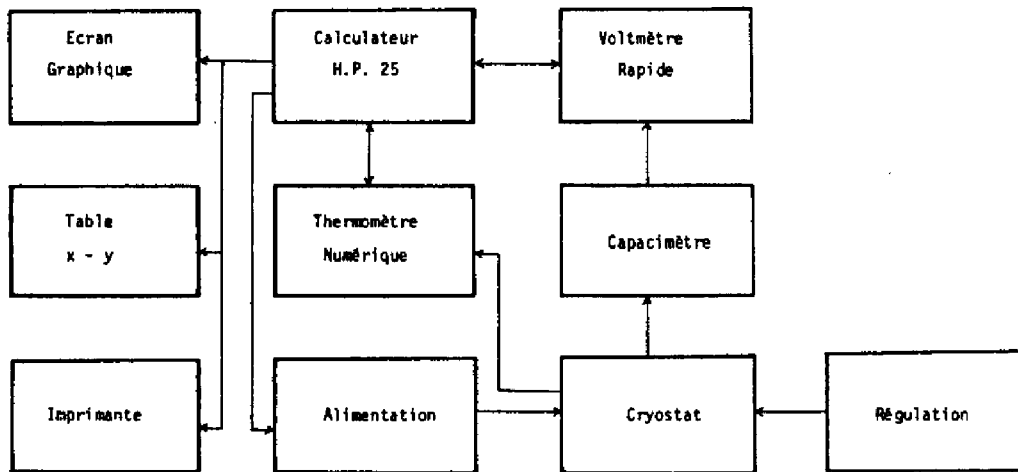 Ecran
Graphique
Calculateur
H.P. 25
Voltmètre
Rapide
Table
x - y
Thermomètre
Numérique
Capacimètre
Imprimante
Alimentation
Cryostat
Régulation